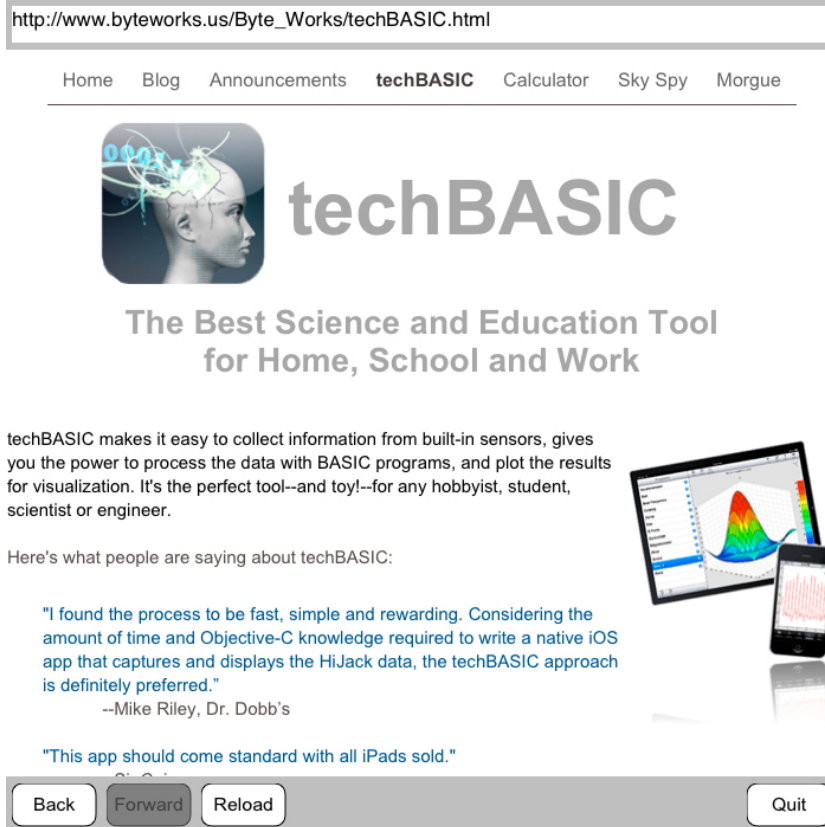 http://www.byteworks.us/Byte_Works/techBASIC.html
Home Blog Announcements techBASIC Calculator Sky Spy Morgue
techBASIC
The Best Science and Education Tool
for Home, School and Work
techBASIC makes it easy to collect information from built-in sensors, gives
you the power to process the data with BASIC programs, and plot the results
for visualization. It's the perfect tool--and toy!--for any hobbyist, student,
scientist or engineer.
Here's what people are saying about techBASIC:
"I found the process to be fast, simple and rewarding. Considering the
amount of time and Objective-C knowledge required to write a native iOS
app that captures and displays the HiJack data, the techBASIC approach
is definitely preferred.”
--Mike Riley, Dr. Dobb’s
"This app should come standard with all iPads sold."
Back Forward Reload Quit